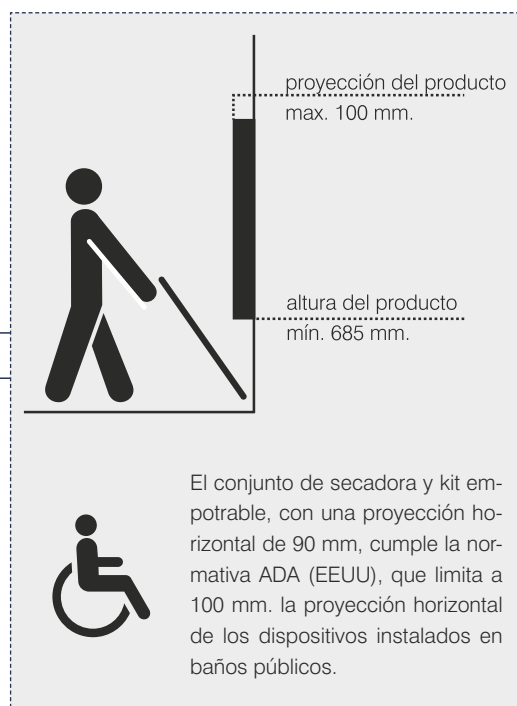 proyección del producto
max. 100 mm.
altura del producto
mín. 685 mm.
El conjunto de secadora y kit em-
potrable, con una proyección ho-
rizontal de 90 mm, cumple la nor-
mativa ADA (EEUU), que limita a
100 mm. la proyección horizontal
de los dispositivos instalados en
baños públicos.